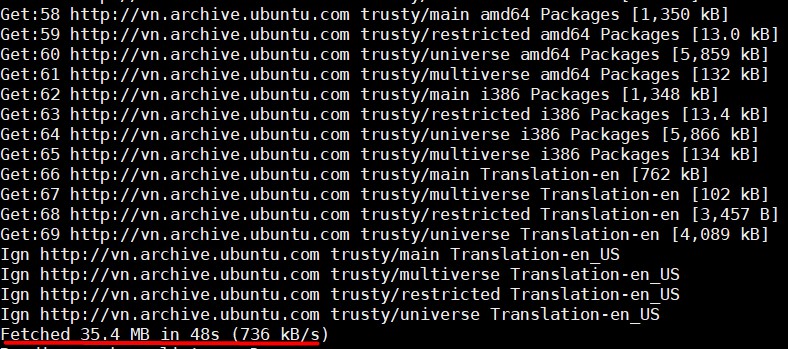 Get:58 http://vn.archive.ubuntu.com trusty/main amd64 Packages [1,350 kB]
Get:59 http://vn.archive.ubuntu.com trusty/restricted amd64 Packages [13.0 kB]
Get:60 http://vn.archive.ubuntu.com trusty/universe amd64 Packages [5,859 kB]
Get:61 http://vn.archive.ubuntu.com trusty/multiverse amd64 Packages [132 kB]
Get:62 http://vn.archive.ubuntu.com trusty/main i386 Packages [1,348 kB]
Get:63 http://vn.archive.ubuntu.com trusty/restricted i386 Packages [13.4 kB]
Get:64 http://vn.archive.ubuntu.com trusty/universe i386 Packages [5,866 kB]
Get:65 http://vn.archive.ubuntu.com trusty/multiverse i386 Packages [134 kB]
Get:66 http://vn.archive.ubuntu.com trusty/main Translation-en [762 kB]
Get:67 http://vn.archive.ubuntu.com trusty/multiverse Translation-en [102 kB]
Get:68 http://vn.archive.ubuntu.com trusty/restricted Translation-en [3,457 B]
Get:69 http://vn.archive.ubuntu.com trusty/universe Translation-en [4,089 kB]
Ign http://vn.archive.ubuntu.com trusty/main Translation-en_US
Ign http://vn.archive.ubuntu.com trusty/multiverse Translation-en_US
Ign http://vn.archive.ubuntu.com trusty/restricted Translation-en_US
Ign http://vn.archive.ubuntu.com trusty/universe Translation-en_US
Fetched 35.4 MB in 48s (736 kB/s)